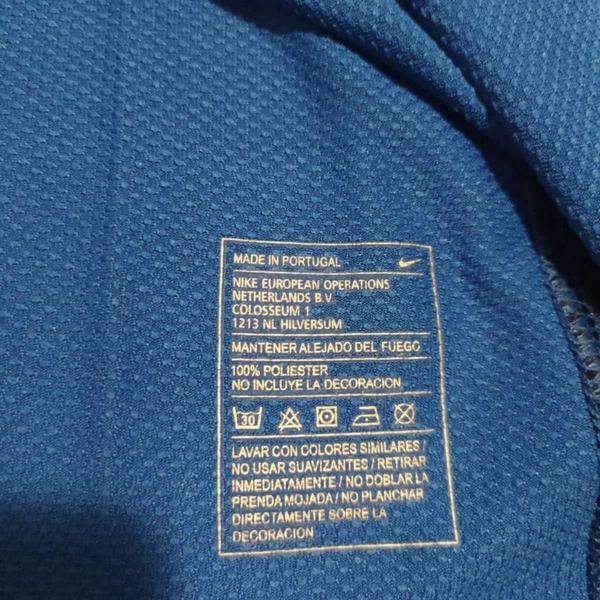 MADE IN PORTUGAL
NIKE EUROPEAN OPERATIONS
NETHERLANDS B.V.
COLOSSEUM 1
1213 NL HILVERSUM
MANTENER ALEJADO DEL FUEGO
100% POLIESTER
NO INCLUYE LA DECORACION
30
LAVAR CON COLORES SIMILARES /
NO USAR SUAVIZANTES / RETIRAR
INMEDIATAMENTE / NO DOBLAR LA
PRENDA MOJADA / NO PLANCHAR
DIRECTAMENTE SOBRE LA
DECORACION